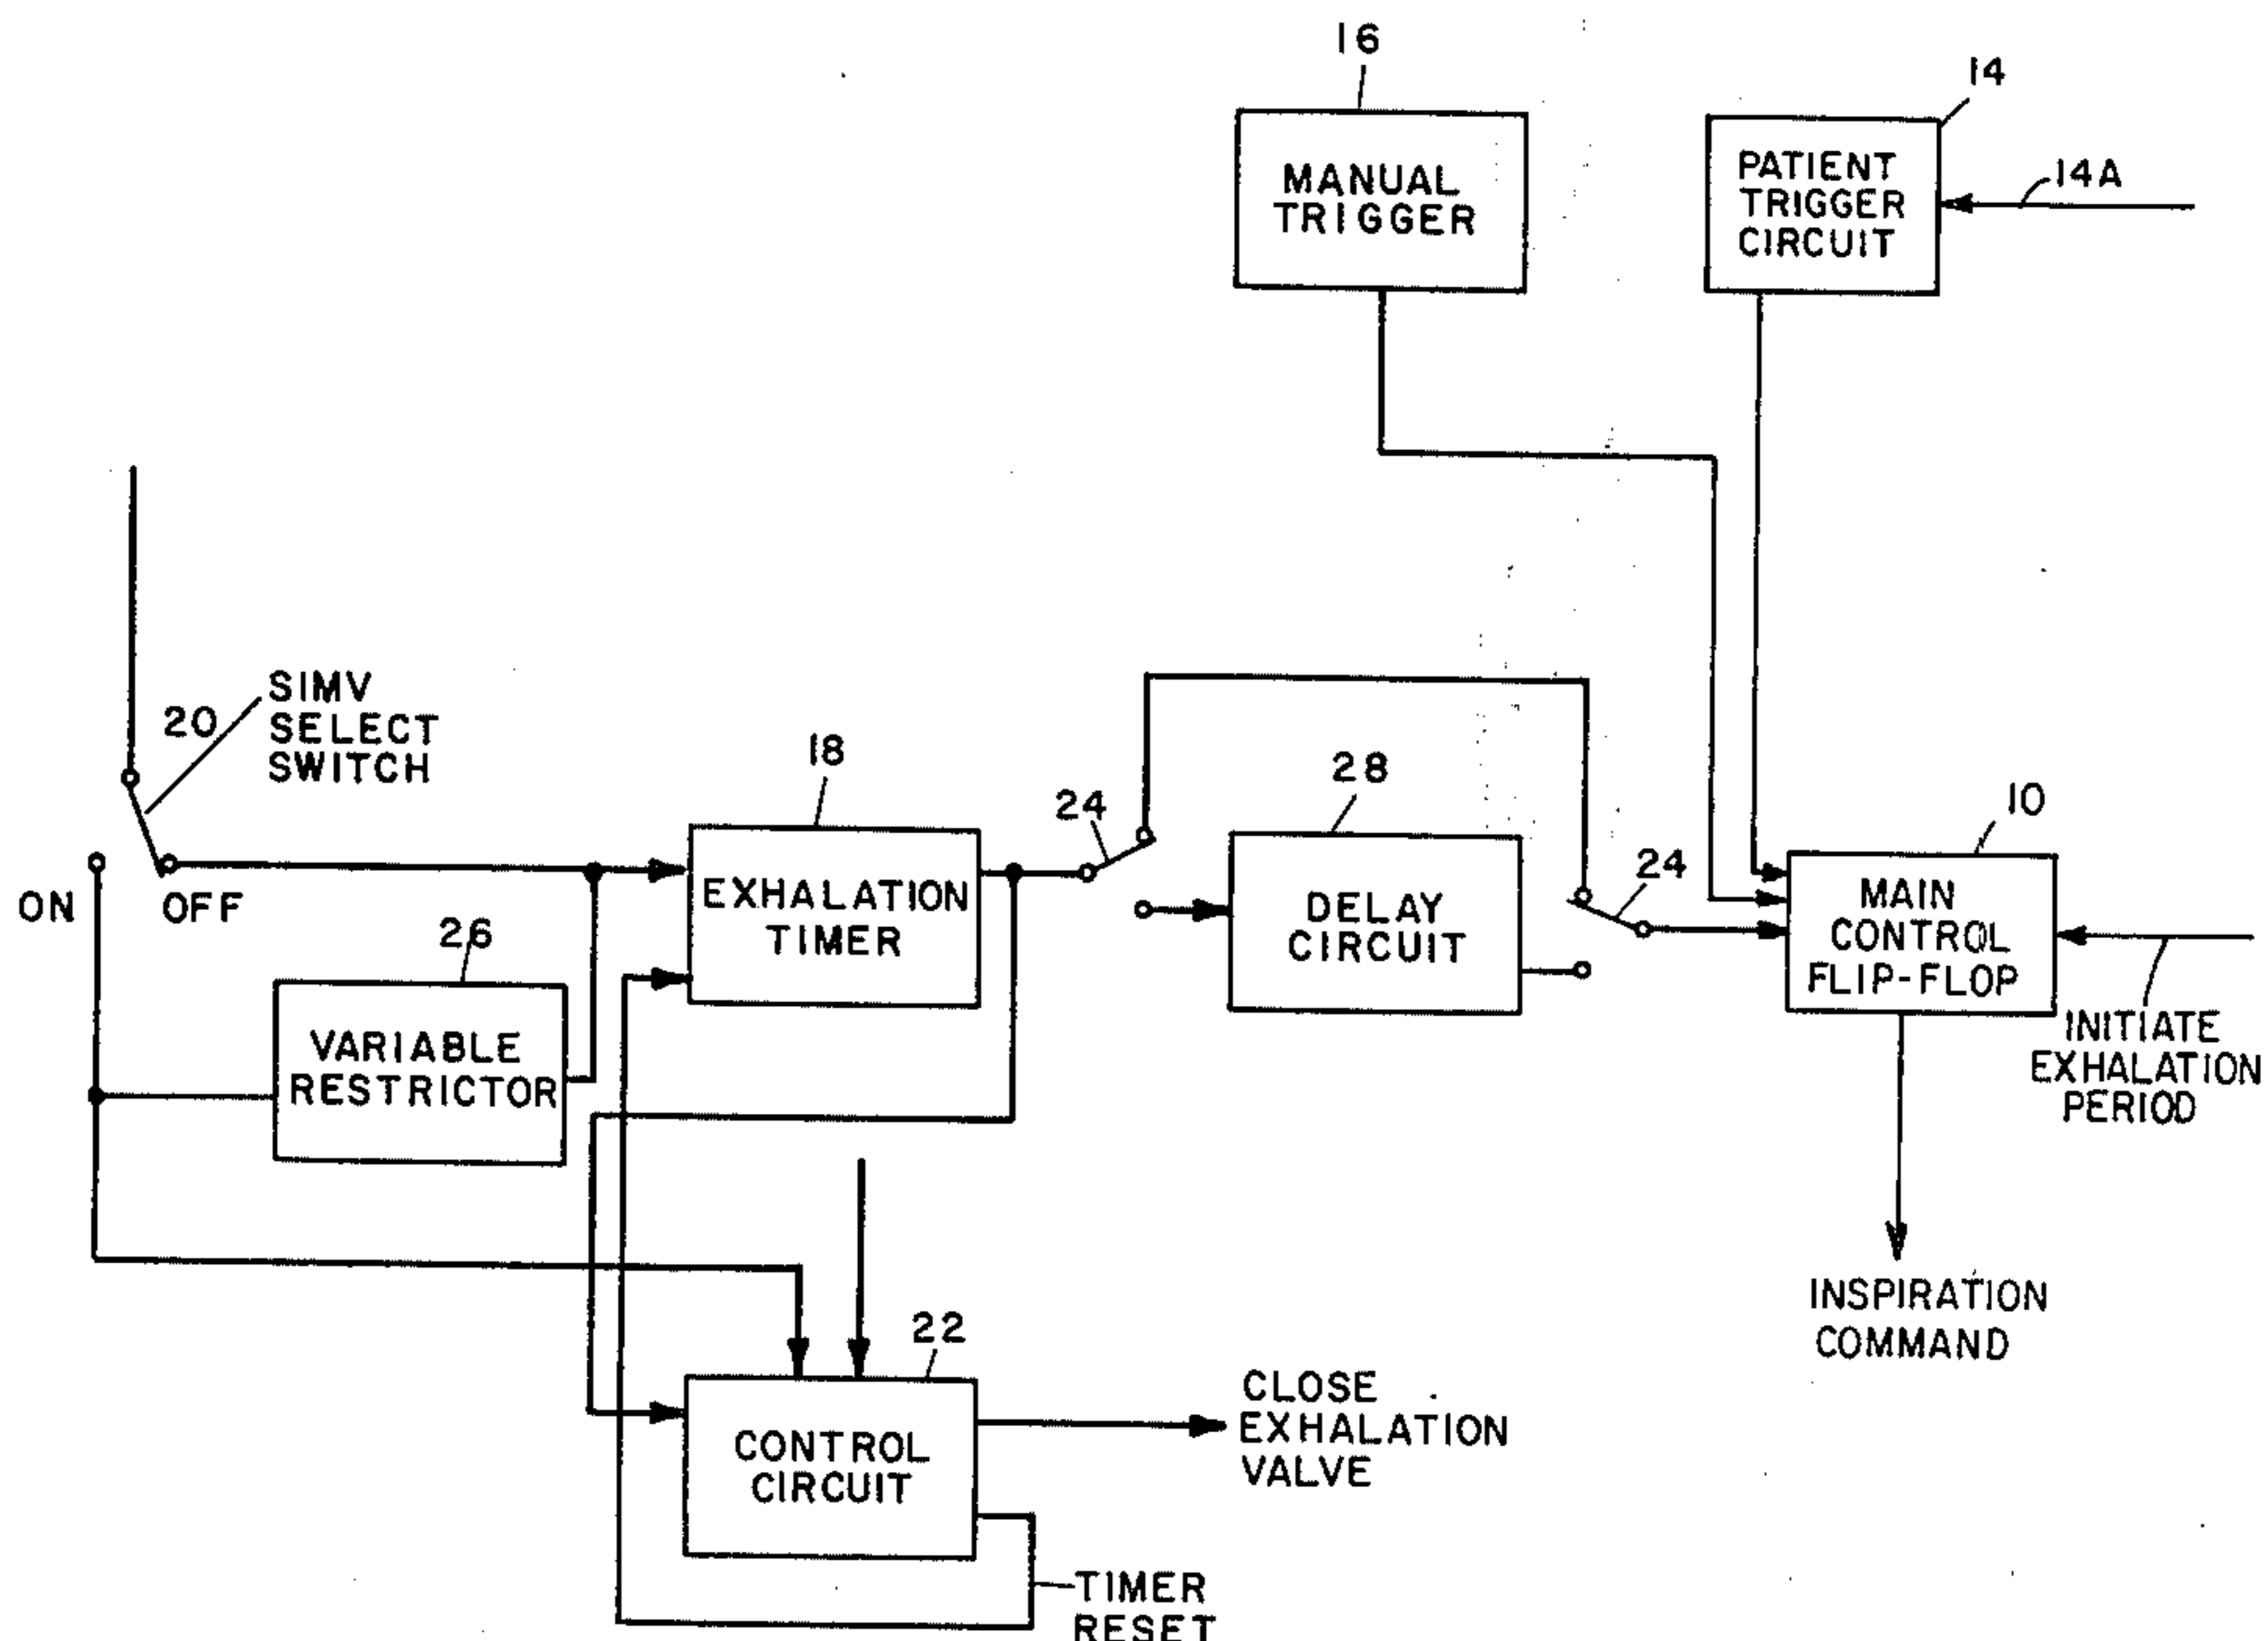 16
14
MANUAL
TRIGGER
PATIENT
TRIGGER
CIRCUIT
14A
SIMV
SELECT
SWITCH
20
18
28
24
10
24
ON
OFF
26
EXHALATION
TIMER
DELAY
CIRCUIT
MAIN
CONTROL
FLIP-FLOP
VARIABLE
RESTRICTOR
INITIATE
EXHALATION
PERIOD
INSPIRATION
COMMAND
22
CONTROL
CIRCUIT
CLOSE
EXHALATION
VALVE
TIMER
RESET